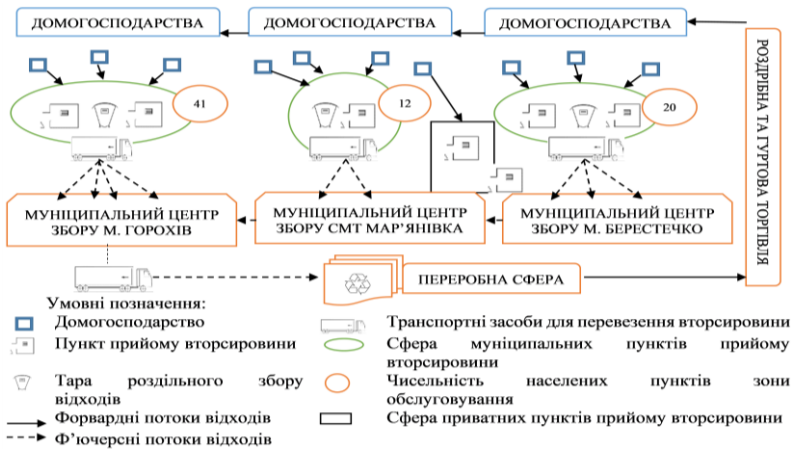 ДОМОГОСПОДАРСТВА
ДОМОГОСПОДАРСТВА
ДОМОГОСПОДАРСТВА
РОЗДРІБНА ТА ГУРТОВА ТОРГІВЛЯ
41
12
20
МУНІЦИПАЛЬНИЙ ЦЕНТР
ЗБОРУ М. ГОРОХІВ
МУНІЦИПАЛЬНИЙ ЦЕНТР
ЗБОРУ СМТ МАР’ЯНІВКА
МУНІЦИПАЛЬНИЙ ЦЕНТР
ЗБОРУ М. БЕРЕСТЕЧКО
ПЕРЕРОБНА СФЕРА
Умовні позначення:
Домогосподарство
Пункт прийому вторсировини
Тара роздільного збору
відходів
Форвардні потоки відходів
Ф’ючерсні потоки відходів
Транспортні засоби для перевезення вторсировини
Сфера муніципальних пунктів прийому
вторсировини
Чисельність населених пунктів зони
обслуговування
Сфера приватних пунктів прийому вторсировини